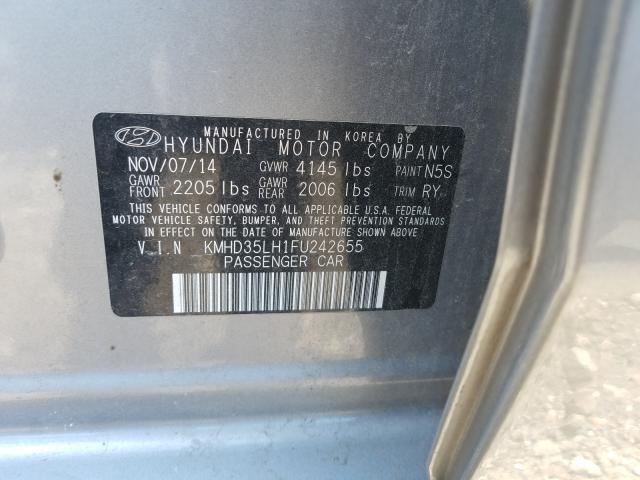 MANUFACTURED IN KOREA BY
HYUNDAI MOTOR COMPANY
NOV/07/14 GVWR 4145 lbs PAINT N5S
GAWR FRONT 2205 lbs GAWR REAR 2006 lbs TRIM RY
THIS VEHICLE CONFORMS TO ALL APPLICABLE U.S.A. FEDERAL
MOTOR VEHICLE SAFETY, BUMPER, AND THEFT PREVENTION STANDARDS
IN EFFECT ON THE DATE OF MANUFACTURE SHOWN ABOVE.
V.I.N KMHD35LH1FU242655
PASSENGER CAR